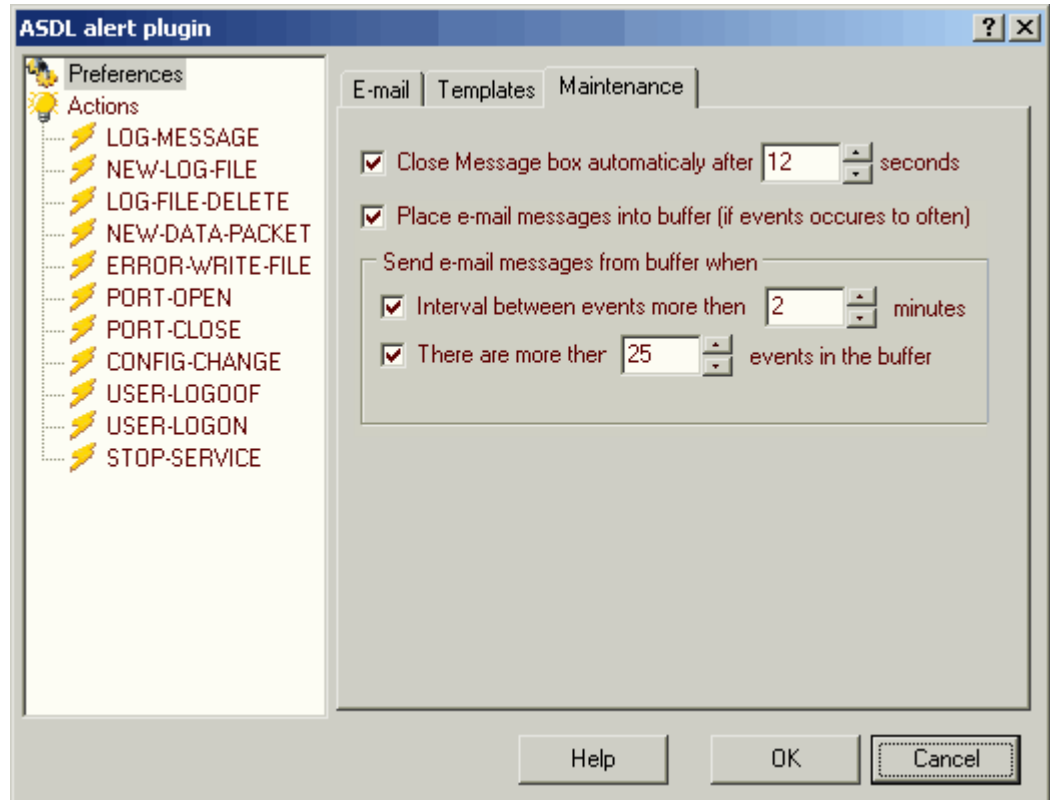 ASDL alert plugin
Preferences
Actions
LOG-MESSAGE
NEW-LOG-FILE
LOG-FILE-DELETE
NEW-DATA-PACKET
ERROR-WRITE-FILE
PORT-OPEN
PORT-CLOSE
CONFIG-CHANGE
USER-LOGOOF
USER-LOGON
STOP-SERVICE
E-mail Templates Maintenance
Close Message box automaticaly after 12 seconds
Place e-mail messages into buffer (if events occures to often)
Send e-mail messages from buffer when
Interval between events more then 2 minutes
There are more ther 25 events in the buffer
Help OK Cancel